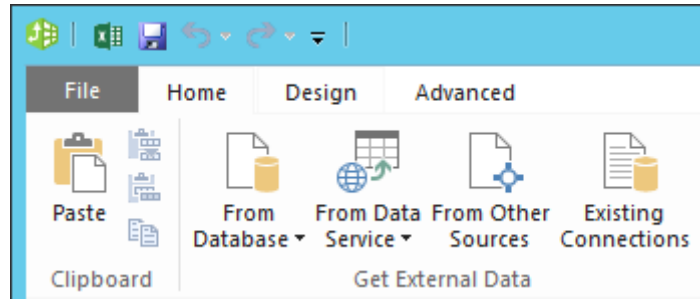 File Home Design Advanced
Paste
From Database
From Data Service
From Other Sources
Existing Connections
Clipboard Get External Data